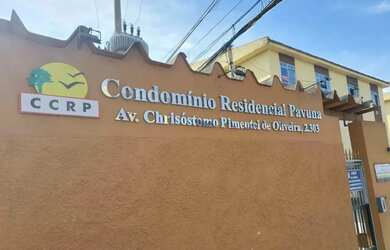 CCRP
Condomínio Residencial Pavuna
Av. Chrisóstomo Pimentel de Oliveira, 2.303